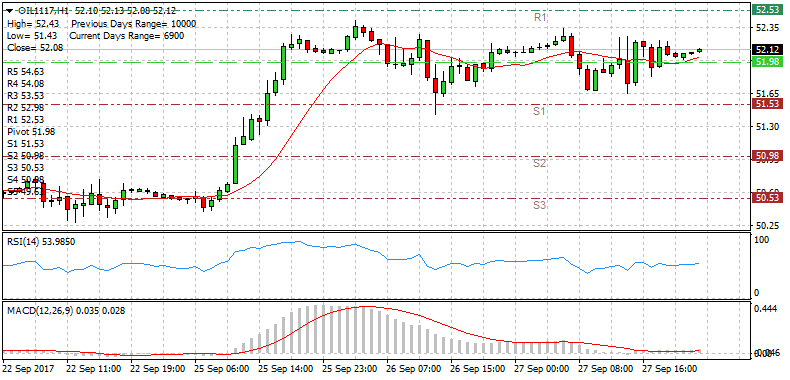 OIL1117,H1 52.10 52.13 52.08 52.12
High= 52.43 Previous Days Range= 10000
Low= 51.43 Current Days Range= 6900
Close= 52.08
R5 54.63
R4 54.08
R3 53.53
R2 52.98
R1 52.53
Pivot 51.98
S1 51.53
S2 50.98
S3 50.53
S4 50.98
R1
S1
S2
S3
52.53
52.35
52.12
51.98
51.65
51.53
51.30
50.98
50.53
50.25
RSI(14) 53.9850
100
0
MACD(12,26,9) 0.035 0.028
0.444
22 Sep 2017
22 Sep 11:00
22 Sep 19:00
25 Sep 06:00
25 Sep 14:00
25 Sep 23:00
26 Sep 07:00
26 Sep 15:00
27 Sep 00:00
27 Sep 08:00
27 Sep 16:00